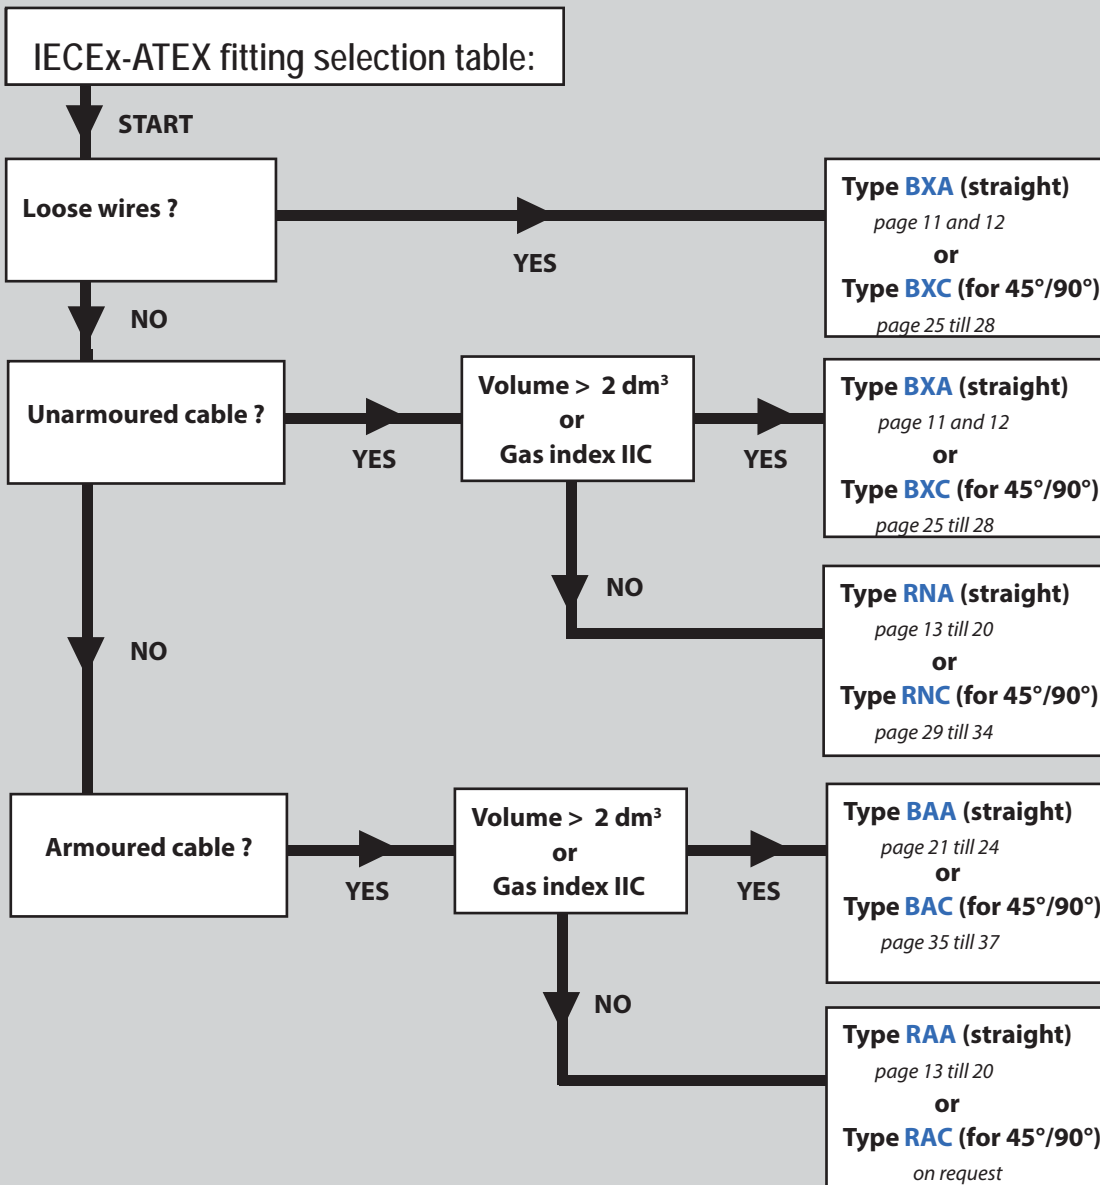 IECEx-ATEX fitting selection table:
START
Loose wires ?
YES
Type BXA (straight)
page 11 and 12
or
Type BXC (for 45°/90°)
page 25 till 28
NO
Unarmoured cable ?
YES
Volume > 2 dm³
or
Gas index IIC
YES
Type BXA (straight)
page 11 and 12
or
Type BXC (for 45°/90°)
page 25 till 28
NO
Type RNA (straight)
page 13 till 20
or
Type RNC (for 45°/90°)
page 29 till 34
NO
Armoured cable ?
YES
Volume > 2 dm³
or
Gas index IIC
YES
Type BAA (straight)
page 21 till 24
or
Type BAC (for 45°/90°)
page 35 till 37
NO
Type RAA (straight)
page 13 till 20
or
Type RAC (for 45°/90°)
on request